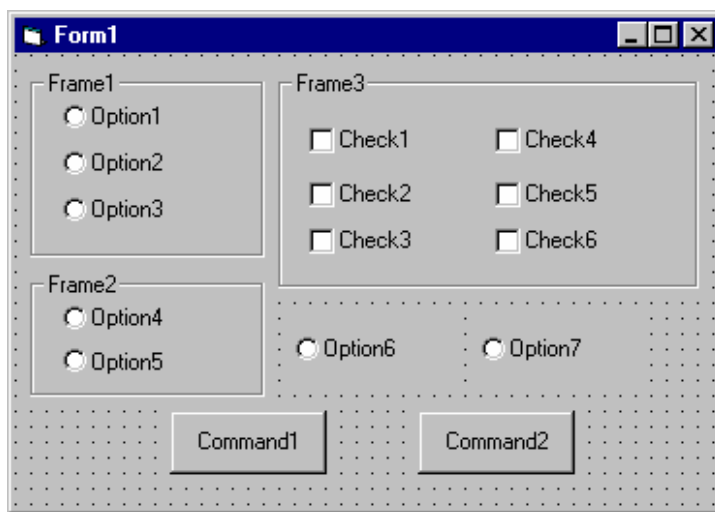 Form1
Frame1
Option1
Option2
Option3
Frame3
Check1 Check4
Check2 Check5
Check3 Check6
Frame2
Option4
Option5
Option6 Option7
Command1 Command2